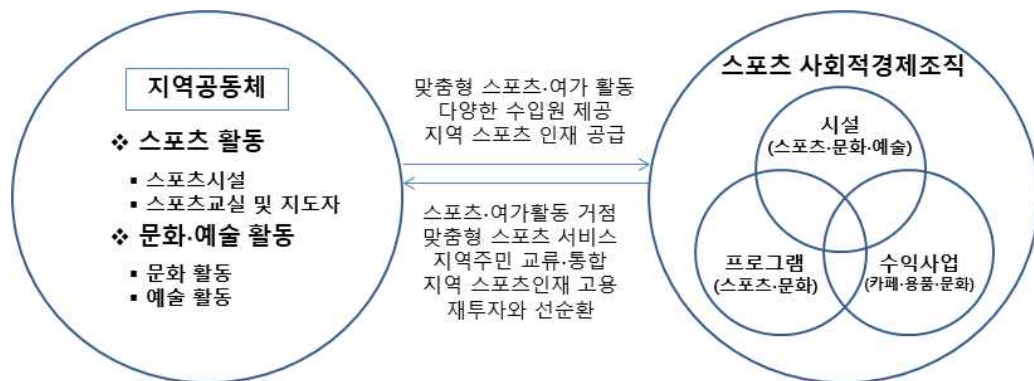 지역공동체
❖ 스포츠 활동
▪ 스포츠시설
▪ 스포츠교실 및 지도자
❖ 문화·예술 활동
▪ 문화 활동
▪ 예술 활동
맞춤형 스포츠·여가 활동
다양한 수입원 제공
지역 스포츠 인재 공급
스포츠·여가활동 거점
맞춤형 스포츠 서비스
지역주민 교류·통합
지역 스포츠인재 고용
재투자와 선순환
스포츠 사회적경제조직
시설
(스포츠·문화·예술)
프로그램
(스포츠·문화)
수익사업
(카페·용품·문화)